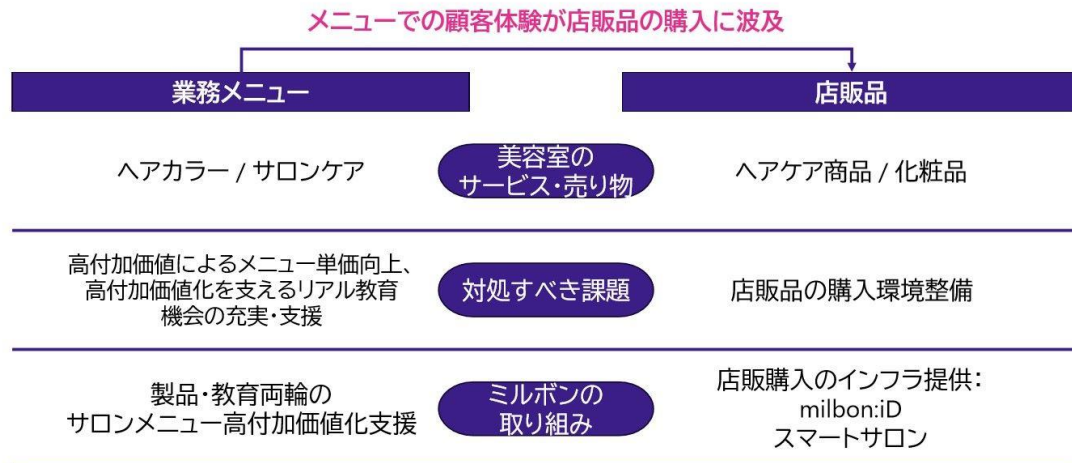 メニューでの顧客体験が店販品の購入に波及
業務メニュー
店販品
ヘアカラー / サロンケア
美容室の
サービス・売り物
ヘアケア商品 / 化粧品
高付加価値によるメニュー単価向上、
高付加価値化を支えるリアル教育
機会の充実・支援
対処すべき課題
店販品の購入環境整備
製品・教育両輪の
サロンメニュー高付加価値化支援
ミルボンの
取り組み
店販購入のインフラ提供:
milbon:iD
スマートサロン